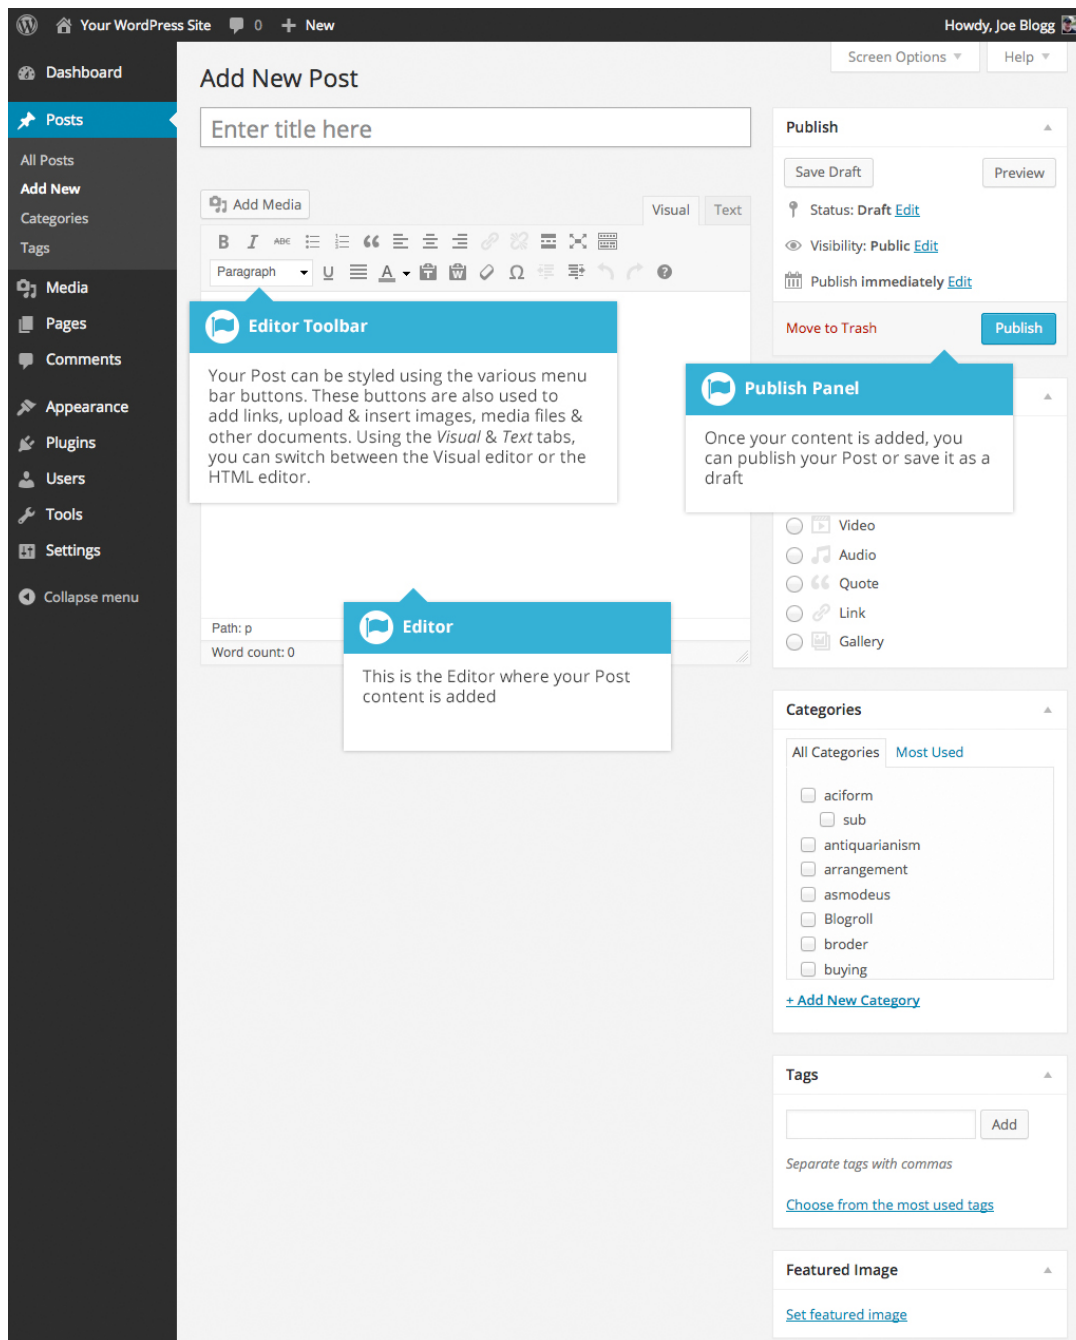 Your WordPress Site 0 New
Howdy, Joe Blogg
Dashboard
Posts
All Posts
Add New
Categories
Tags
Media
Pages
Comments
Appearance
Plugins
Users
Tools
Settings
Collapse menu
Screen Options
Help
Add New Post
Enter title here
Add Media
Visual
Text
B I ABC
Paragraph U A T W Ω ?
Editor Toolbar
Your Post can be styled using the various menu
bar buttons. These buttons are also used to
add links, upload & insert images, media files &
other documents. Using the Visual & Text tabs,
you can switch between the Visual editor or the
HTML editor.
Path: p
Word count: 0
Editor
This is the Editor where your Post
content is added
Publish
Save Draft
Preview
Status: Draft Edit
Visibility: Public Edit
Publish immediately Edit
Move to Trash
Publish
Publish Panel
Once your content is added, you
can publish your Post or save it as a
draft
Video
Audio
Quote
Link
Gallery
Categories
All Categories
Most Used
aciform
sub
antiquarianism
arrangement
asmodeus
Blogroll
broder
buying
+ Add New Category
Tags
Add
Separate tags with commas
Choose from the most used tags
Featured Image
Set featured image